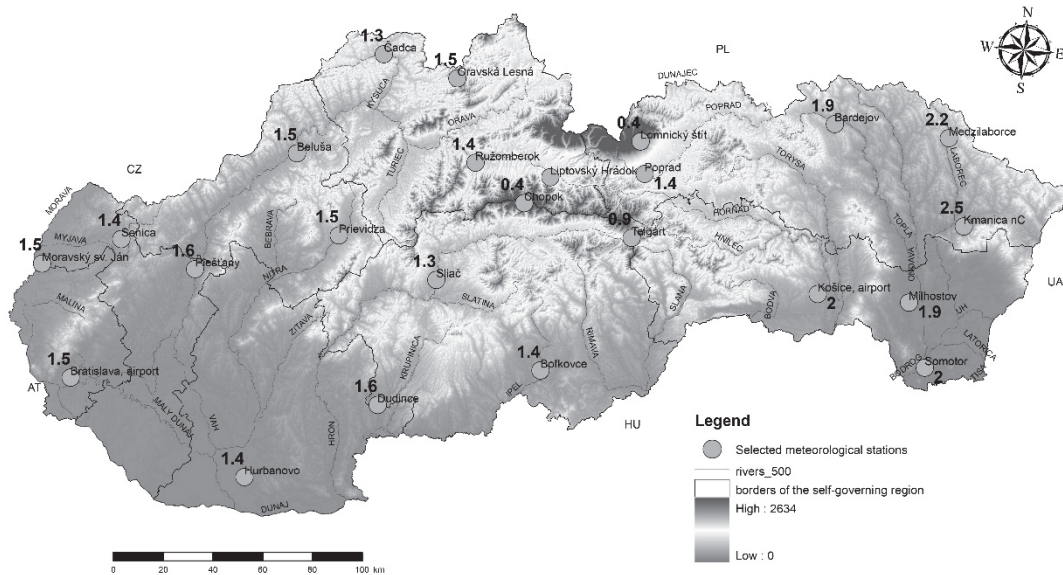 N
W
E
S
PL
CZ
UA
AT
HU
1.3
Čadca
1.5
Oravská Lesná
KYSUCA
ORAVA
DUNAJEC
POPRAD
0.4
Lomnický štít
1.9
Bardejov
2.2
Medzilaborce
LABOREC
1.5
Beluša
TURIEC
1.4
Ružomberok
Liptovský Hrádok
Poprad
1.4
TORYSA
0.4
Chopok
0.9
Telgárt
HORNÁD
HNILEC
TOPĽA
ONDAVA
2.5
Kmanica nC
MORAVA
1.4
Senica
1.5
MYJAVA
Moravský sv. Ján
1.6
Piešťany
BEBRAVA
1.5
Prievidza
NITRA
1.3
Sliač
SLATINA
ZITAVA
MALINA
SLANA
BODVA
Košice, airport
2
Milhostov
1.9
UH
RIMAVA
KRUPINICA
LATORICA
BODROG
Somotor
TISA
2
1.5
Bratislava, airport
MALÝ DUNAJ
VAH
HRON
1.6
Dudince
1.4
Boľkovce
IPEĽ
1.4
Hurbanovo
DUNAJ
Legend
Selected meteorological stations
rivers_500
borders of the self-governing region
High : 2634
Low : 0
0 20 40 60 80 100 km